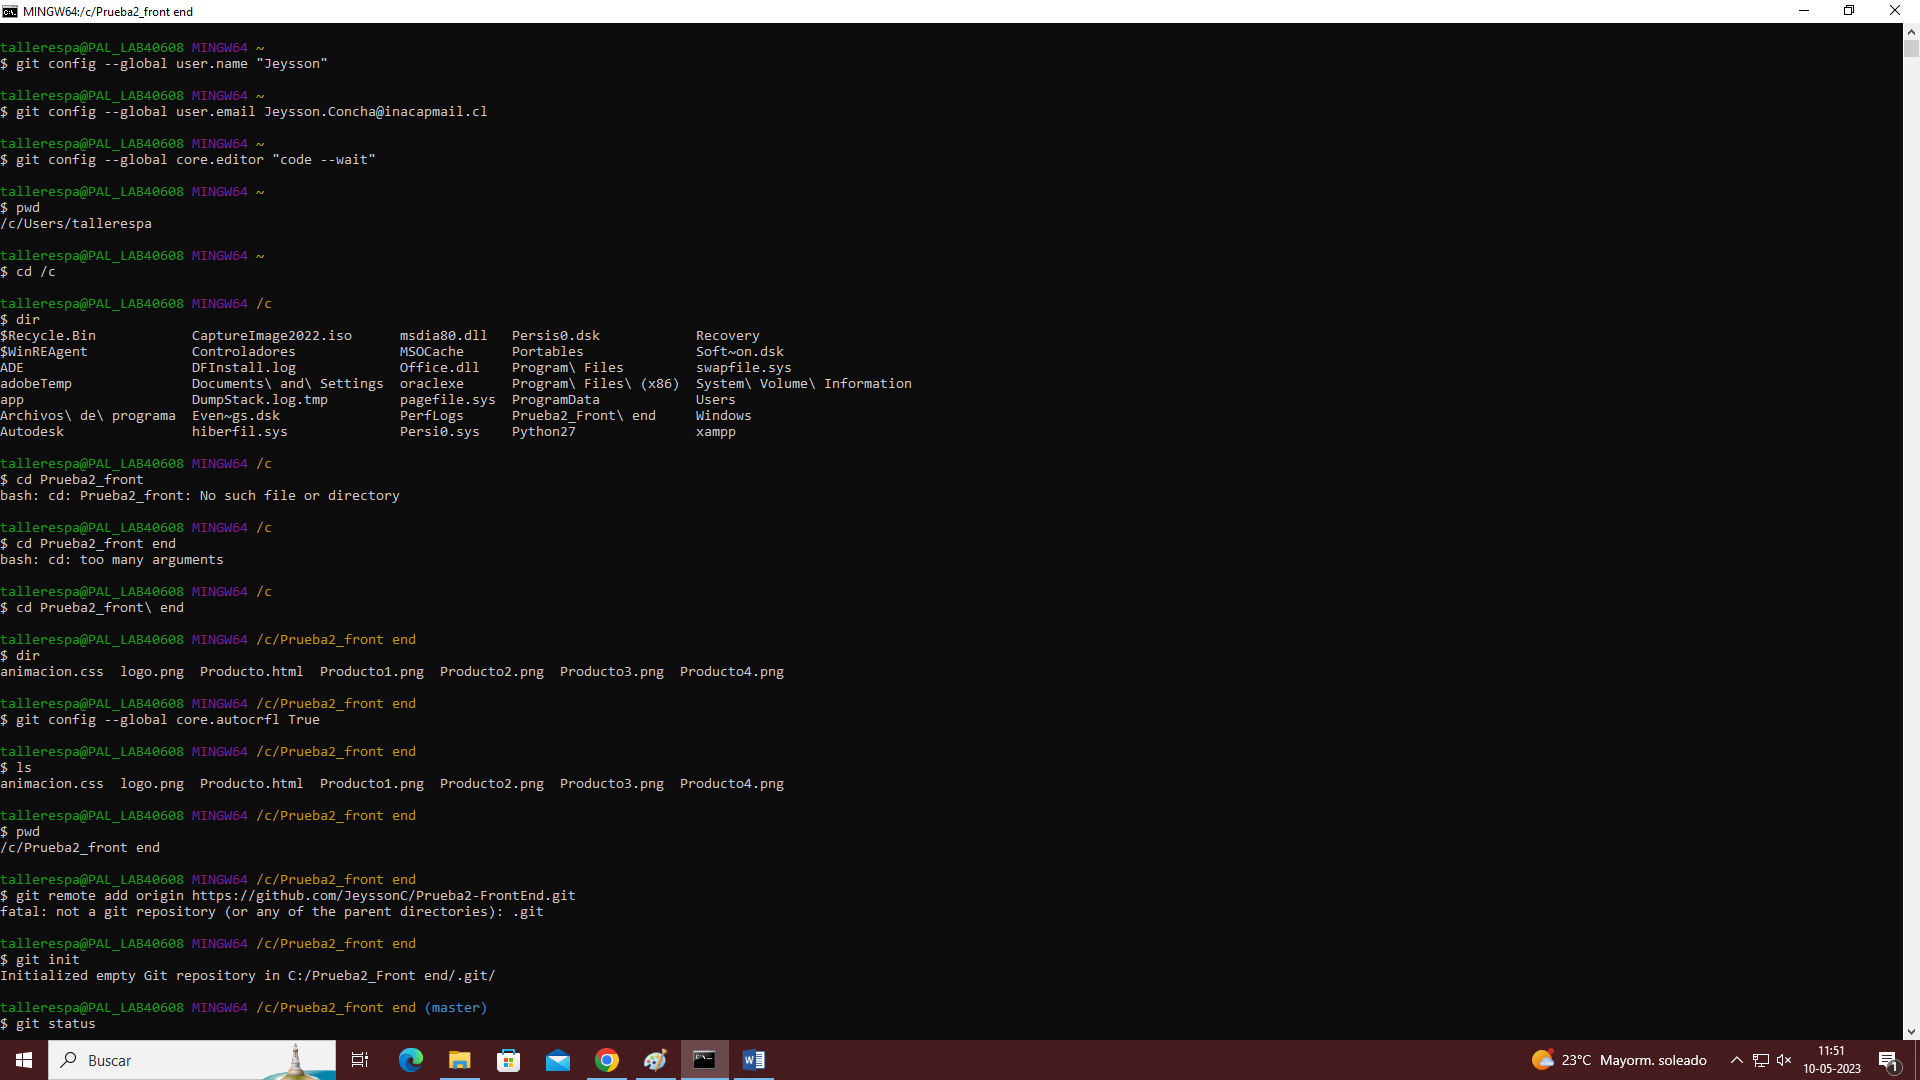 MINGW64:/c/Prueba2_front end
tallerespa@PAL_LAB40608 MINGW64 ~
$ git config --global user.name "Jeysson"
tallerespa@PAL_LAB40608 MINGW64 ~
$ git config --global user.email Jeysson.Concha@inacapmail.cl
tallerespa@PAL_LAB40608 MINGW64 ~
$ git config --global core.editor "code --wait"
tallerespa@PAL_LAB40608 MINGW64 ~
$ pwd
/c/Users/tallerespa
tallerespa@PAL_LAB40608 MINGW64 ~
$ cd /c
tallerespa@PAL_LAB40608 MINGW64 /c
$ dir
$Recycle.Bin CaptureImage2022.iso msdia80.dll Persis0.dsk Recovery
$WinREAgent Controladores MSOCache Portables Soft~on.dsk
ADE DFInstall.log Office.dll Program\ Files swapfile.sys
adobeTemp Documents\ and\ Settings oraclexe Program\ Files\ (x86) System\ Volume\ Information
app DumpStack.log.tmp pagefile.sys ProgramData Users
Archivos\ de\ programa Even~gs.dsk PerfLogs Prueba2_Front\ end Windows
Autodesk hiberfil.sys Persi0.sys Python27 xampp
tallerespa@PAL_LAB40608 MINGW64 /c
$ cd Prueba2_front
bash: cd: Prueba2_front: No such file or directory
tallerespa@PAL_LAB40608 MINGW64 /c
$ cd Prueba2_front end
bash: cd: too many arguments
tallerespa@PAL_LAB40608 MINGW64 /c
$ cd Prueba2_front\ end
tallerespa@PAL_LAB40608 MINGW64 /c/Prueba2_front end
$ dir
animacion.css logo.png Producto.html Producto1.png Producto2.png Producto3.png Producto4.png
tallerespa@PAL_LAB40608 MINGW64 /c/Prueba2_front end
$ git config --global core.autocrfl True
tallerespa@PAL_LAB40608 MINGW64 /c/Prueba2_front end
$ ls
animacion.css logo.png Producto.html Producto1.png Producto2.png Producto3.png Producto4.png
tallerespa@PAL_LAB40608 MINGW64 /c/Prueba2_front end
$ pwd
/c/Prueba2_front end
tallerespa@PAL_LAB40608 MINGW64 /c/Prueba2_front end
$ git remote add origin https://github.com/JeyssonC/Prueba2-FrontEnd.git
fatal: not a git repository (or any of the parent directories): .git
tallerespa@PAL_LAB40608 MINGW64 /c/Prueba2_front end
$ git init
Initialized empty Git repository in C:/Prueba2_Front end/.git/
tallerespa@PAL_LAB40608 MINGW64 /c/Prueba2_front end (master)
$ git status
Buscar
23°C Mayorm. soleado
11:51
10-05-2023
1